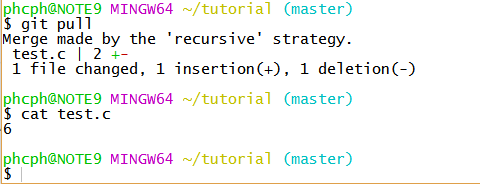 phcph@NOTE9 MINGW64 ~/tutorial (master)
$ git pull
Merge made by the 'recursive' strategy.
 test.c | 2 +-
 1 file changed, 1 insertion(+), 1 deletion(-)
phcph@NOTE9 MINGW64 ~/tutorial (master)
$ cat test.c
6
phcph@NOTE9 MINGW64 ~/tutorial (master)
$